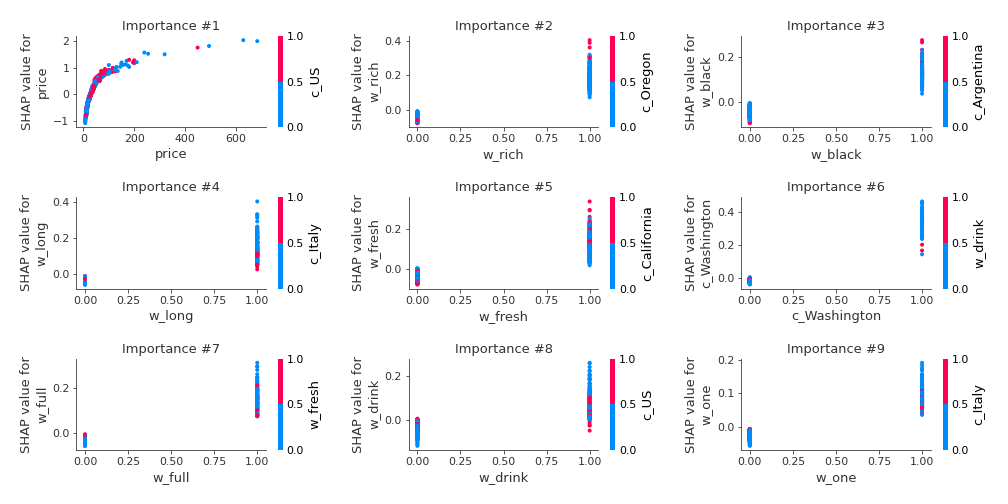 Importance #1
SHAP value for
price
2
1
0
−1
0
200
400
600
price
1.0
0.5
0.0
c_US
Importance #2
SHAP value for
w_rich
0.4
0.2
0.0
0.00
0.25
0.50
0.75
1.00
w_rich
1.0
0.5
0.0
c_Oregon
Importance #3
SHAP value for
w_black
0.2
0.0
0.00
0.25
0.50
0.75
1.00
w_black
1.0
0.5
0.0
c_Argentina
Importance #4
SHAP value for
w_long
0.4
0.2
0.0
0.00
0.25
0.50
0.75
1.00
w_long
1.0
0.5
0.0
c_Italy
Importance #5
SHAP value for
w_fresh
0.2
0.0
0.00
0.25
0.50
0.75
1.00
w_fresh
1.0
0.5
0.0
c_California
Importance #6
SHAP value for
c_Washington
0.4
0.2
0.0
0.00
0.25
0.50
0.75
1.00
c_Washington
1.0
0.5
0.0
w_drink
Importance #7
SHAP value for
w_full
0.2
0.0
0.00
0.25
0.50
0.75
1.00
w_full
1.0
0.5
0.0
w_fresh
Importance #8
SHAP value for
w_drink
0.2
0.0
0.00
0.25
0.50
0.75
1.00
w_drink
1.0
0.5
0.0
c_US
Importance #9
SHAP value for
w_one
0.2
0.1
0.0
0.00
0.25
0.50
0.75
1.00
w_one
1.0
0.5
0.0
c_Italy